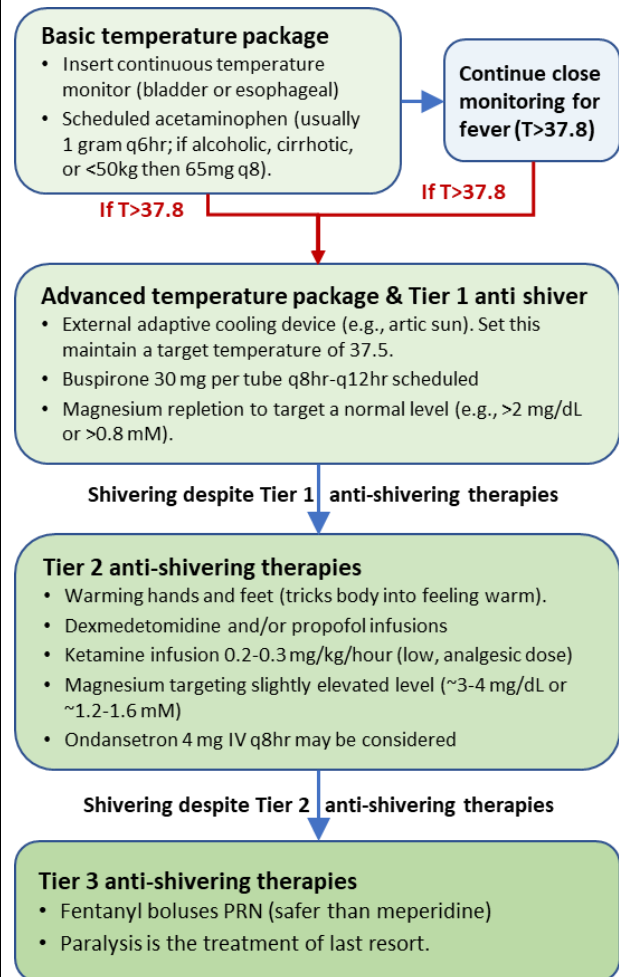 Basic temperature package
• Insert continuous temperature
monitor (bladder or esophageal)
• Scheduled acetaminophen (usually
1 gram q6hr; if alcoholic, cirrhotic,
or <50kg then 65mg q8).
Continue close
monitoring for
fever (T>37.8)
If T>37.8
If T>37.8
Advanced temperature package & Tier 1 anti shiver
• External adaptive cooling device (e.g., artic sun). Set this
maintain a target temperature of 37.5.
• Buspirone 30 mg per tube q8hr-q12hr scheduled
• Magnesium repletion to target a normal level (e.g., >2 mg/dL
or >0.8 mM).
Shivering despite Tier 1 anti-shivering therapies
Tier 2 anti-shivering therapies
• Warming hands and feet (tricks body into feeling warm).
• Dexmedetomidine and/or propofol infusions
• Ketamine infusion 0.2-0.3 mg/kg/hour (low, analgesic dose)
• Magnesium targeting slightly elevated level (~3-4 mg/dL or
~1.2-1.6 mM)
• Ondansetron 4 mg IV q8hr may be considered
Shivering despite Tier 2 anti-shivering therapies
Tier 3 anti-shivering therapies
• Fentanyl boluses PRN (safer than meperidine)
• Paralysis is the treatment of last resort.